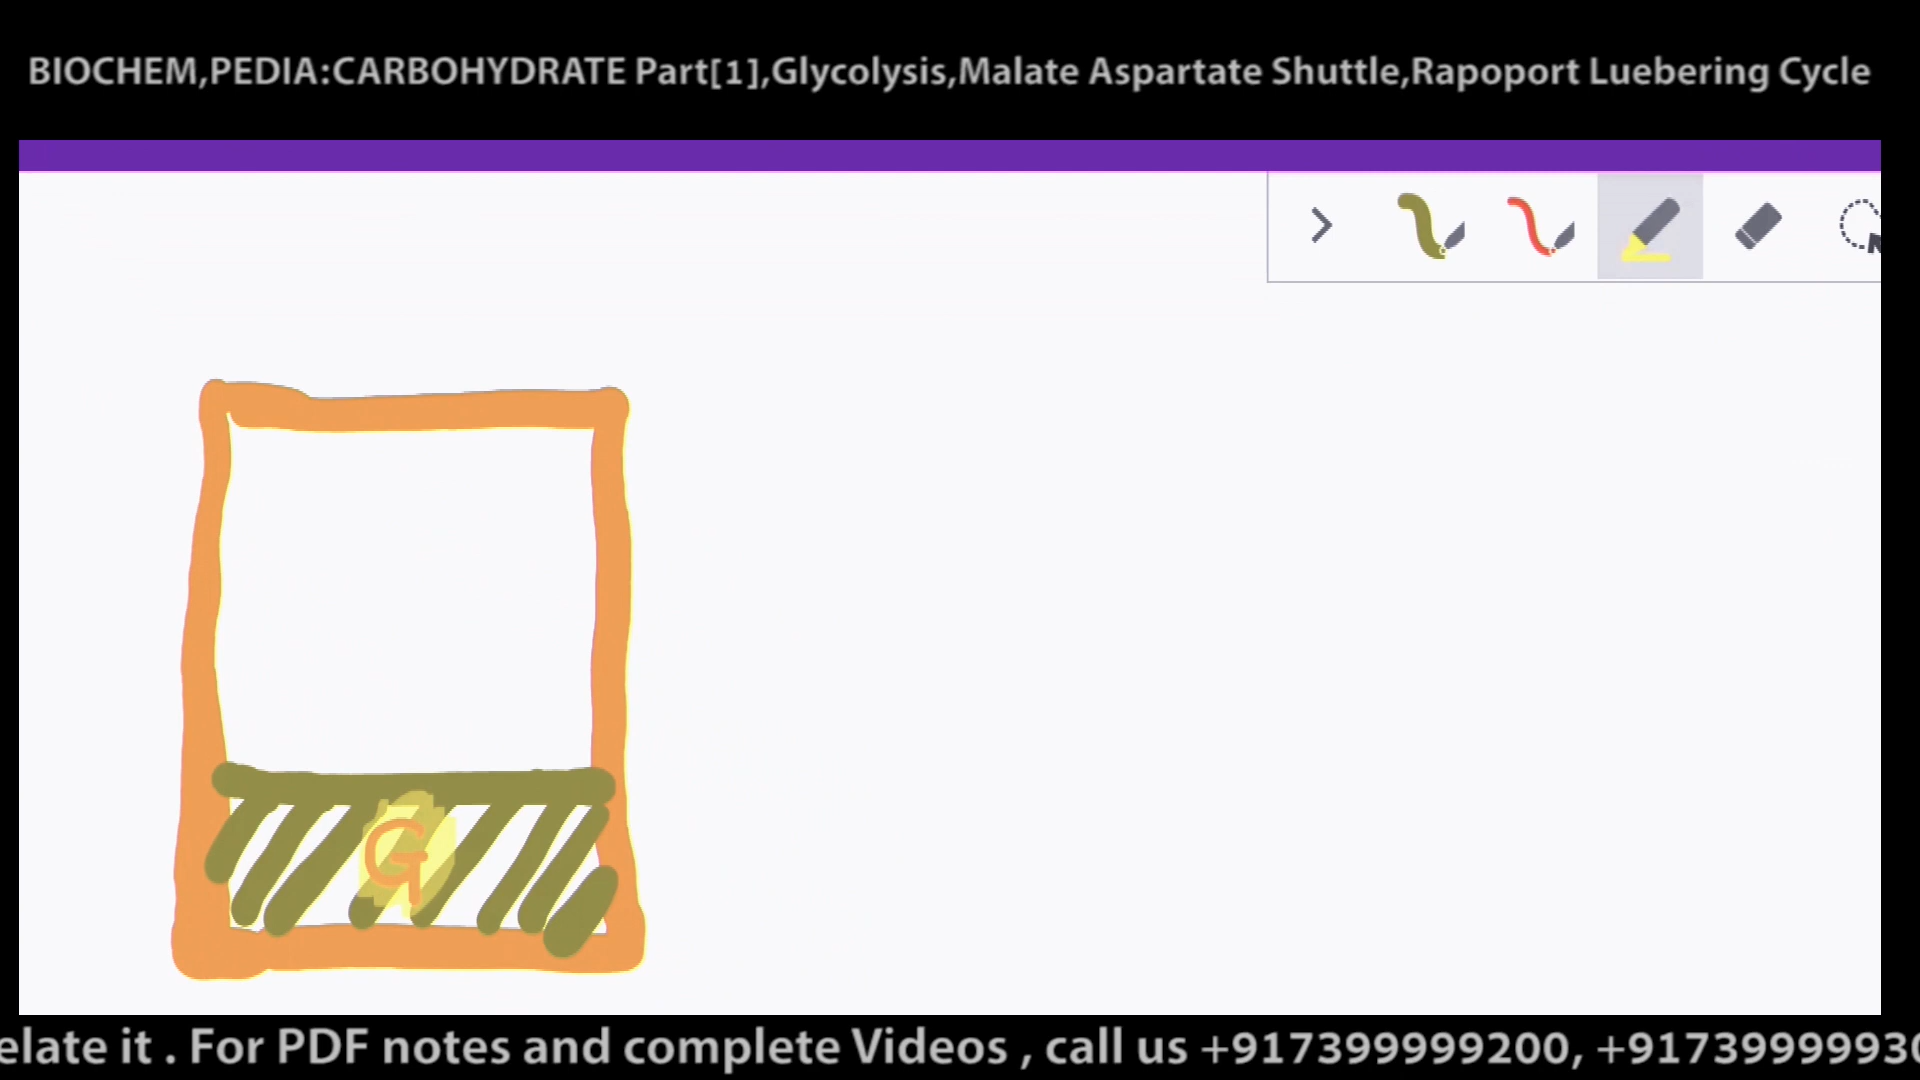 BIOCHEM,PEDIA:CARBOHYDRATE Part[1],Glycolysis,Malate Aspartate Shuttle,Rapoport Luebering Cycle
G
elate it . For PDF notes and complete Videos , call us +917399999200, +9173999993